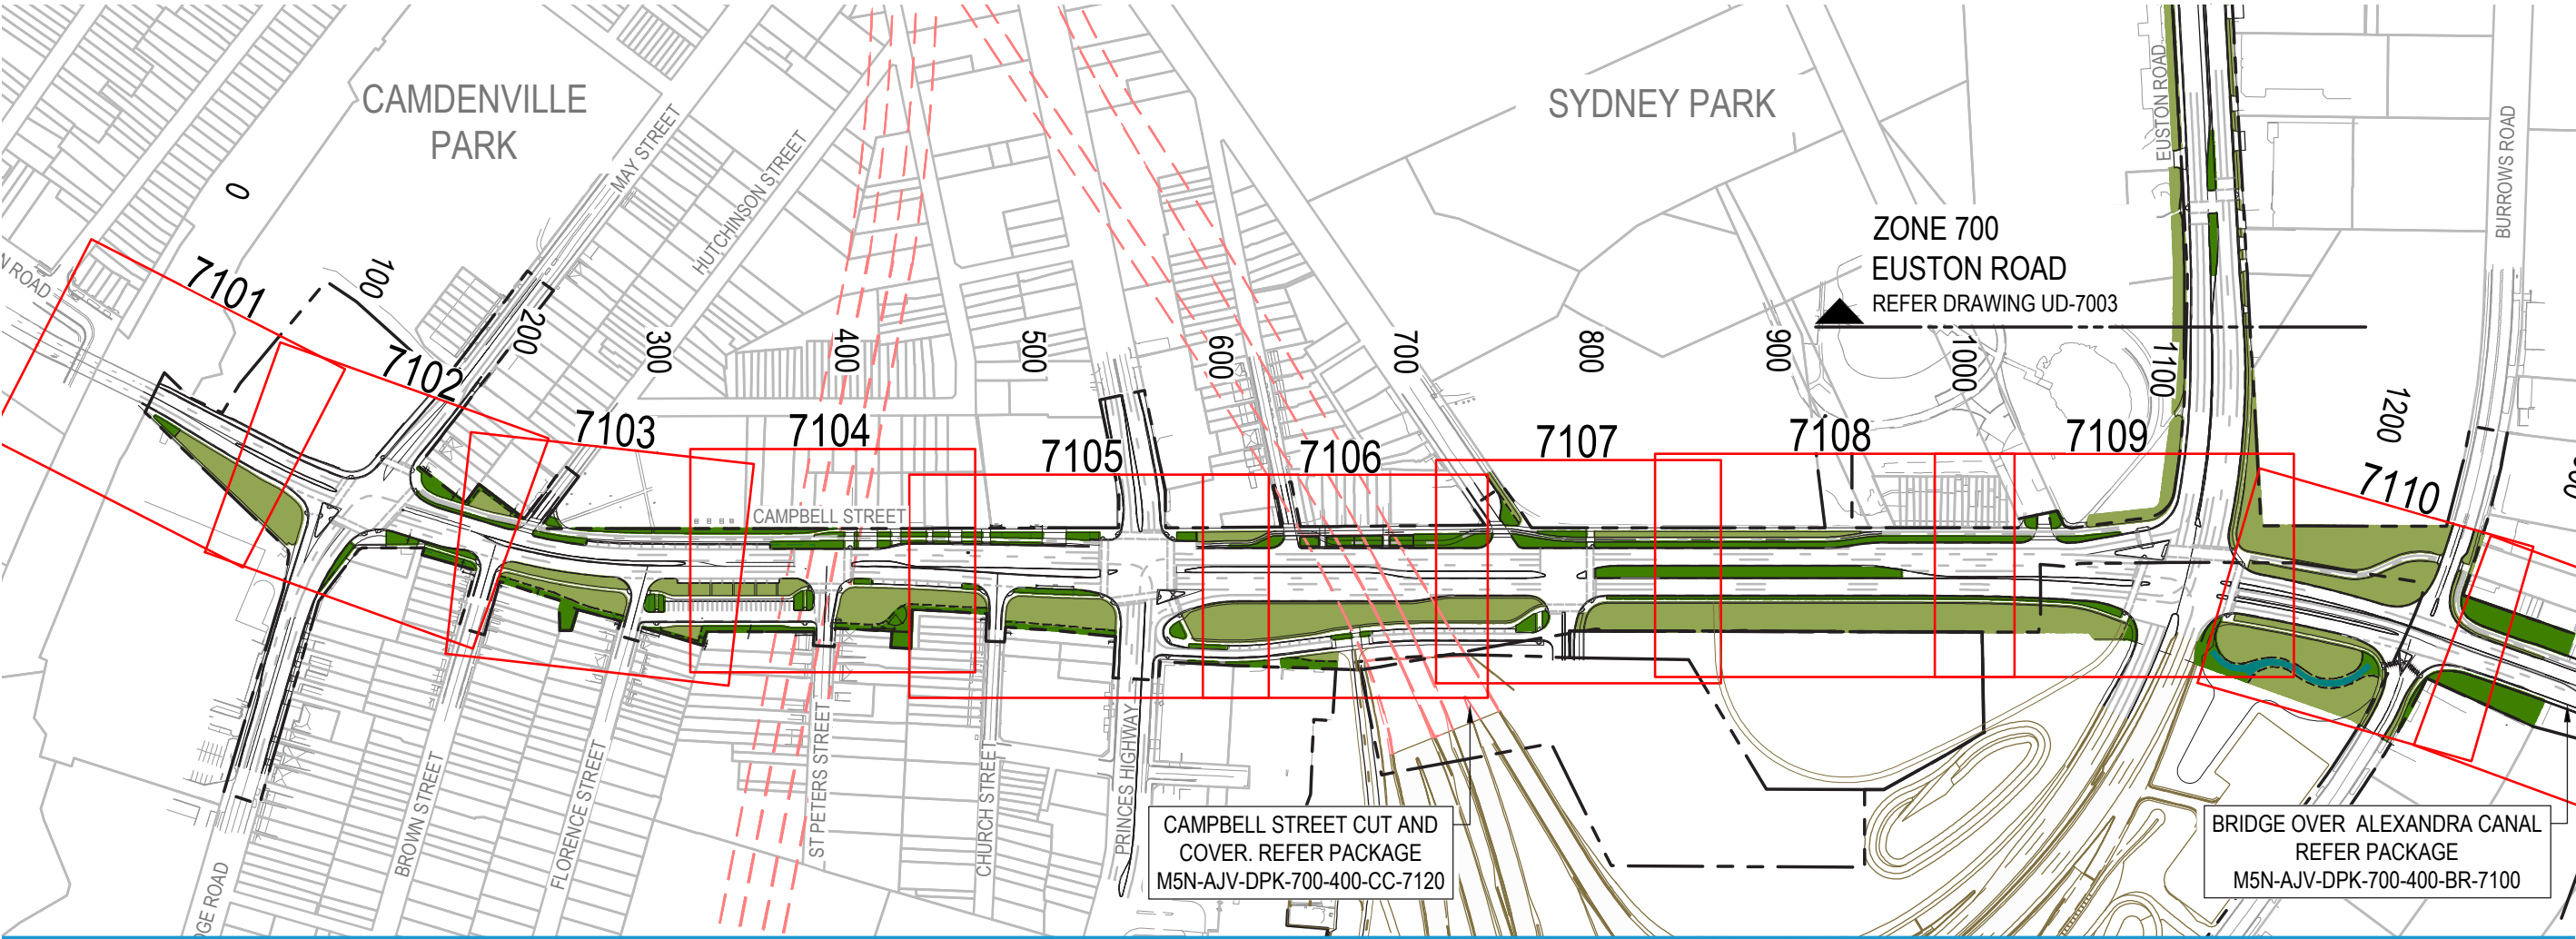 CAMDENVILLE
PARK
SYDNEY PARK
MAY STREET
HUTCHINSON STREET
EUSTON ROAD
BURROWS ROAD
ZONE 700
EUSTON ROAD
REFER DRAWING UD-7003
N ROAD
0
100
200
300
400
500
600
700
800
900
1000
1100
1200
7101
7102
7103
7104
7105
7106
7107
7108
7109
7110
CAMPBELL STREET
DGE ROAD
BROWN STREET
FLORENCE STREET
ST PETERS STREET
CHURCH STREET
PRINCES HIGHWAY
CAMPBELL STREET CUT AND
COVER. REFER PACKAGE
M5N-AJV-DPK-700-400-CC-7120
BRIDGE OVER ALEXANDRA CANAL
REFER PACKAGE
M5N-AJV-DPK-700-400-BR-7100